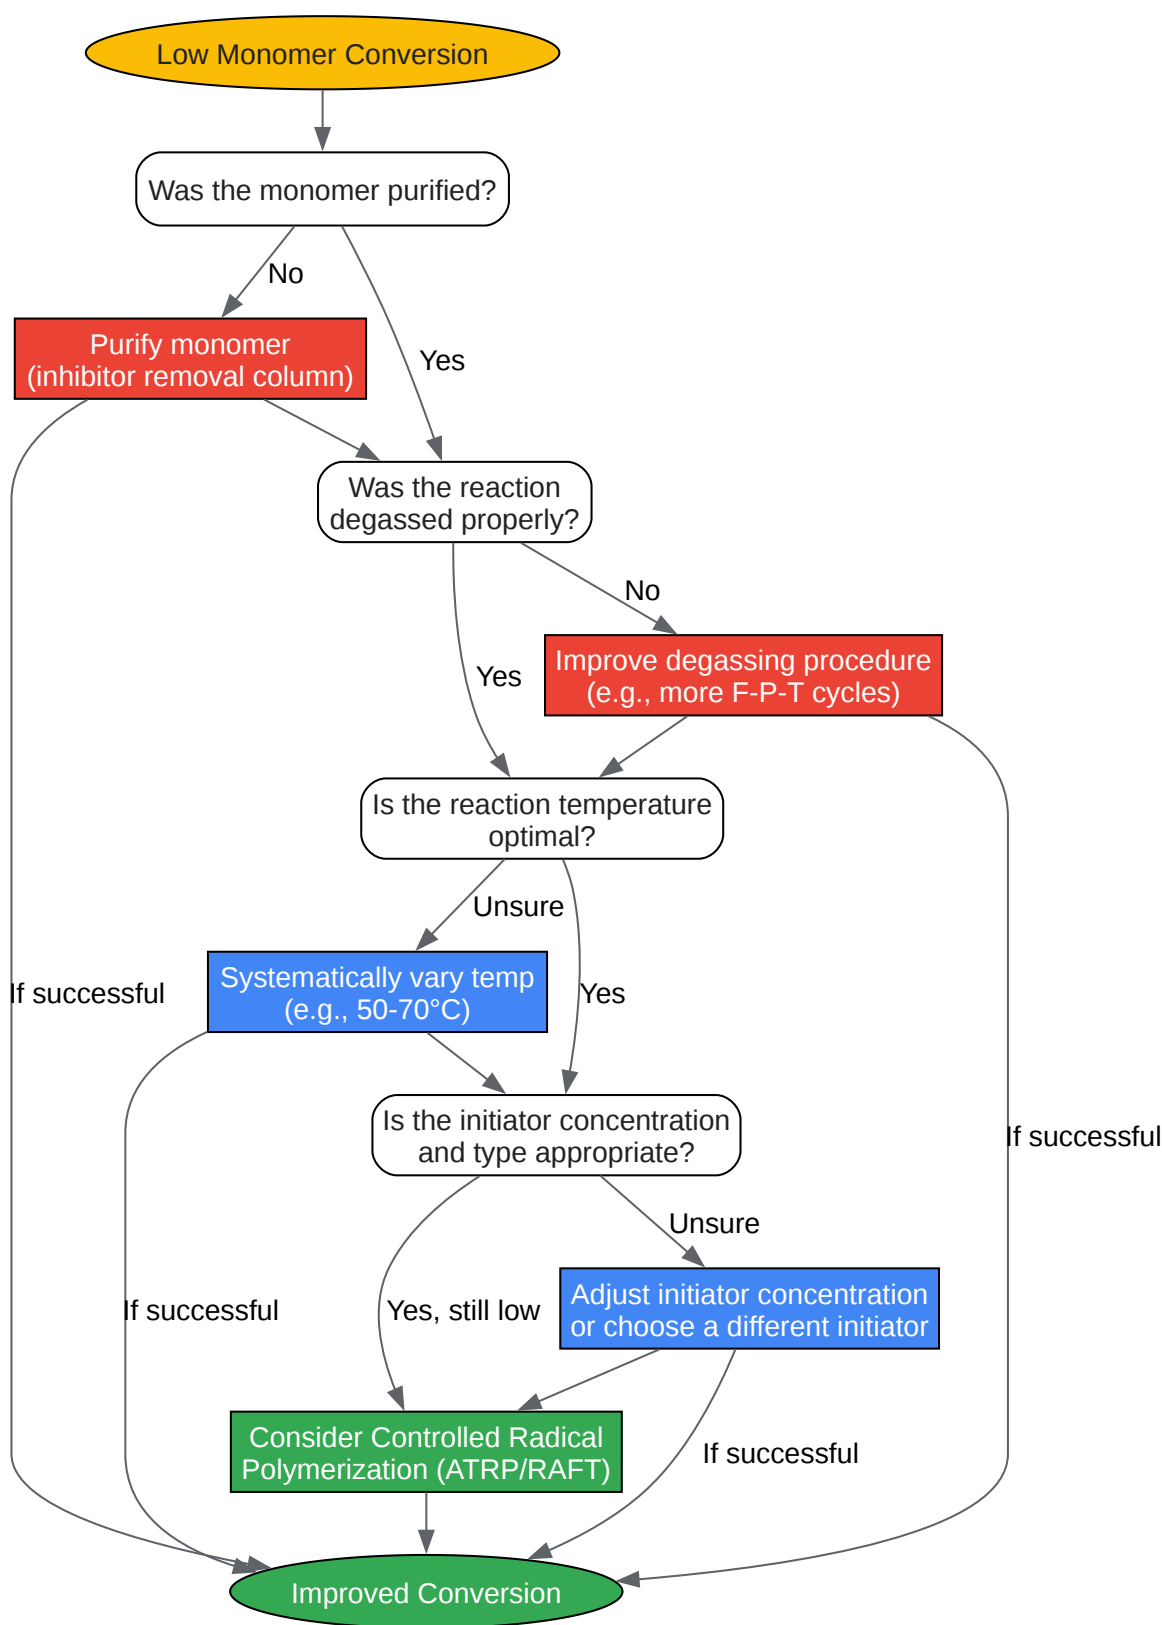 Low Monomer Conversion
Was the monomer purified?
No
Purify monomer
(inhibitor removal column)
Yes
Was the reaction
degassed properly?
No
Improve degassing procedure
(e.g., more F-P-T cycles)
Yes
Is the reaction temperature
optimal?
Unsure
Systematically vary temp
(e.g., 50-70°C)
If successful
Yes
Is the initiator concentration
and type appropriate?
If successful
Unsure
Adjust initiator concentration
or choose a different initiator
If successful
Yes, still low
Consider Controlled Radical
Polymerization (ATRP/RAFT)
If successful
Improved Conversion